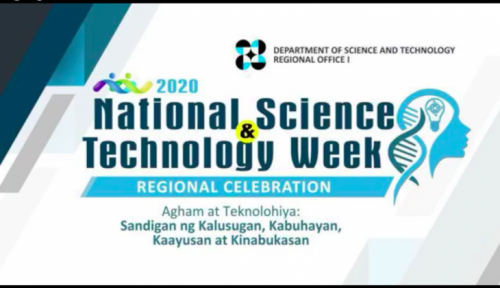 DEPARTMENT OF SCIENCE AND TECHNOLOGY
REGIONAL OFFICE I
2020
National Science
&
Technology Week
REGIONAL CELEBRATION
Agham at Teknolohiya:
Sandigan ng Kalusugan, Kabuhayan,
Kaayusan at Kinabukasan